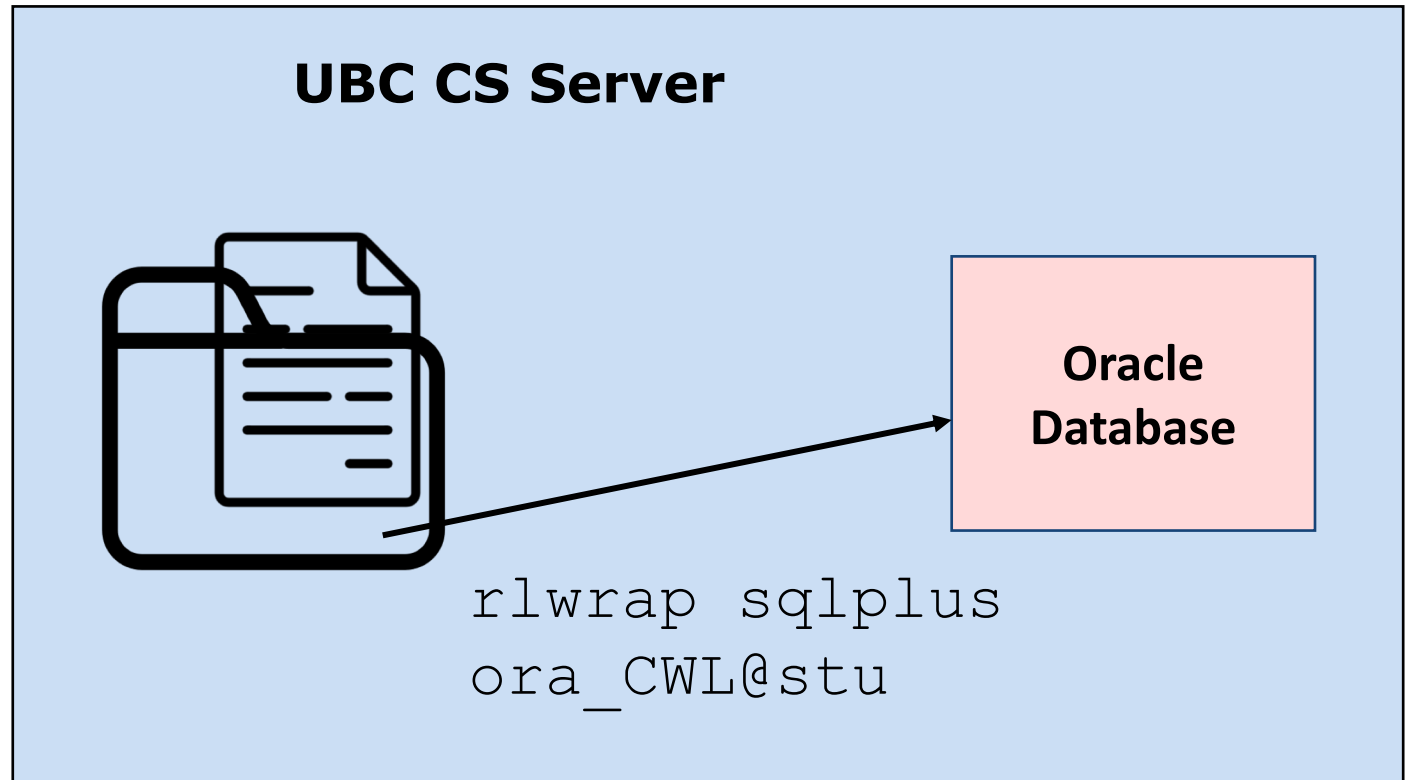 UBC CS Server
Oracle
Database
rlwrap sqlplus
ora_CWL@stu